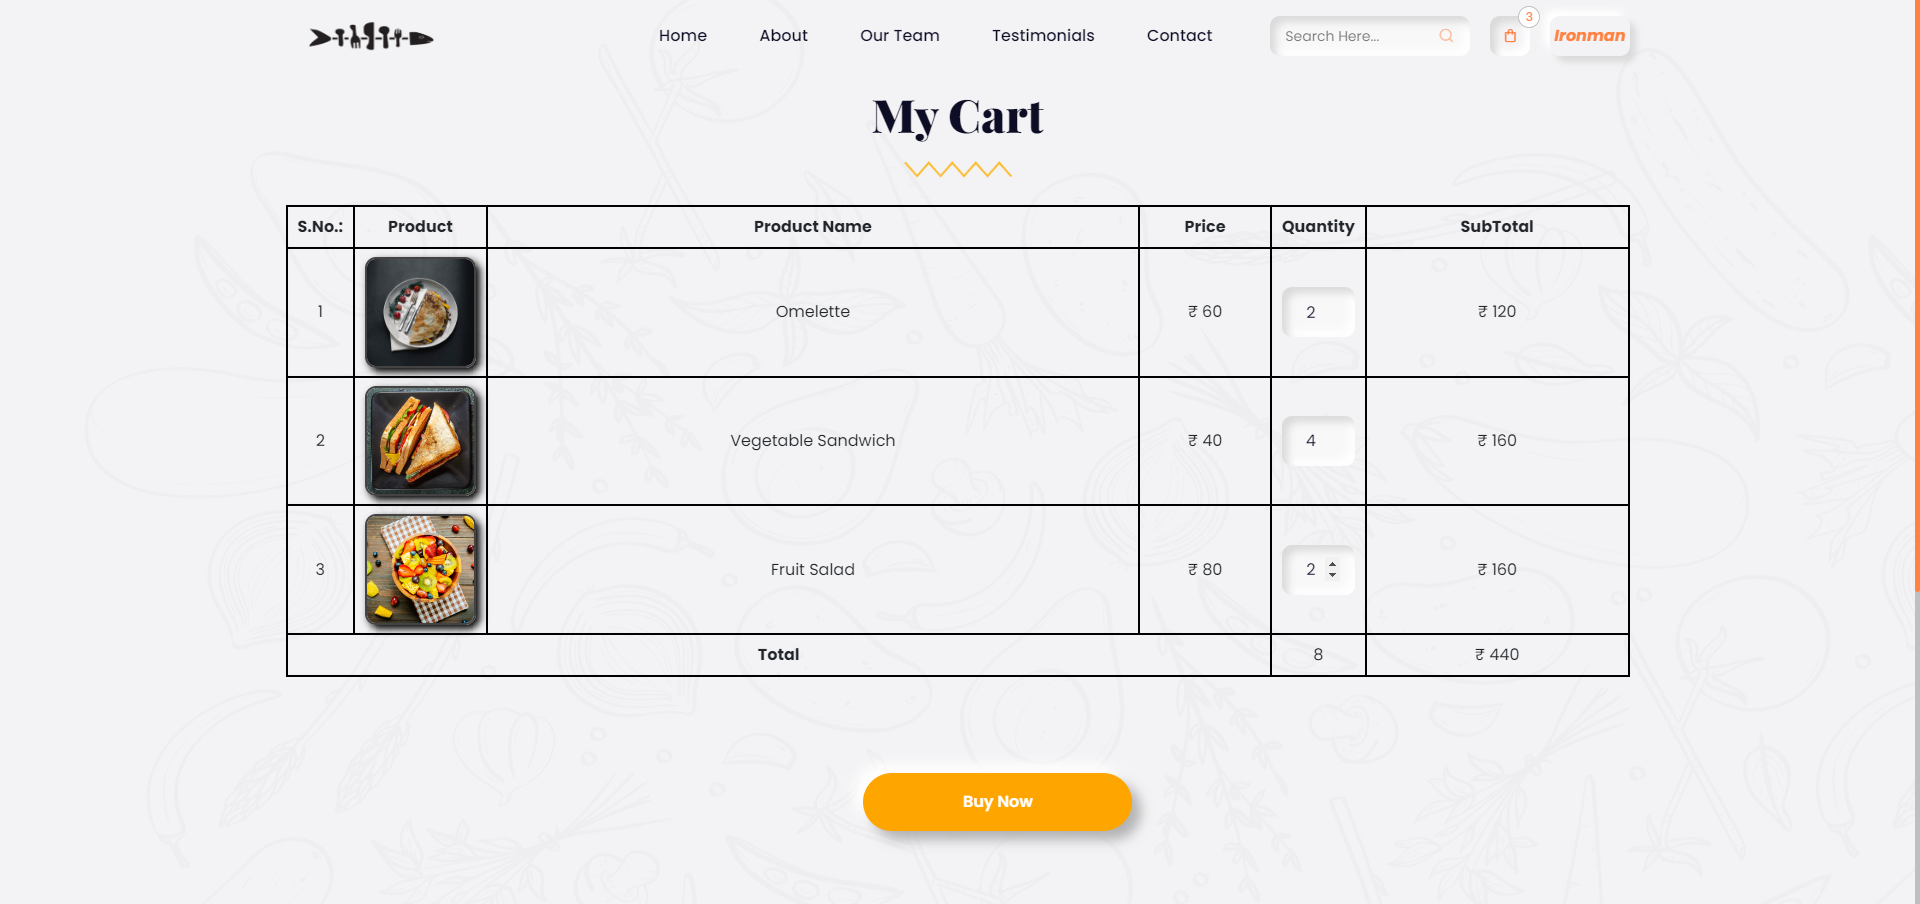 Home About Our Team Testimonials Contact Search Here... 3 Ironman
My Cart
S.No.: Product Product Name Price Quantity SubTotal
1 Omelette ₹ 60 2 ₹ 120
2 Vegetable Sandwich ₹ 40 4 ₹ 160
3 Fruit Salad ₹ 80 2 ₹ 160
Total 8 ₹ 440
Buy Now